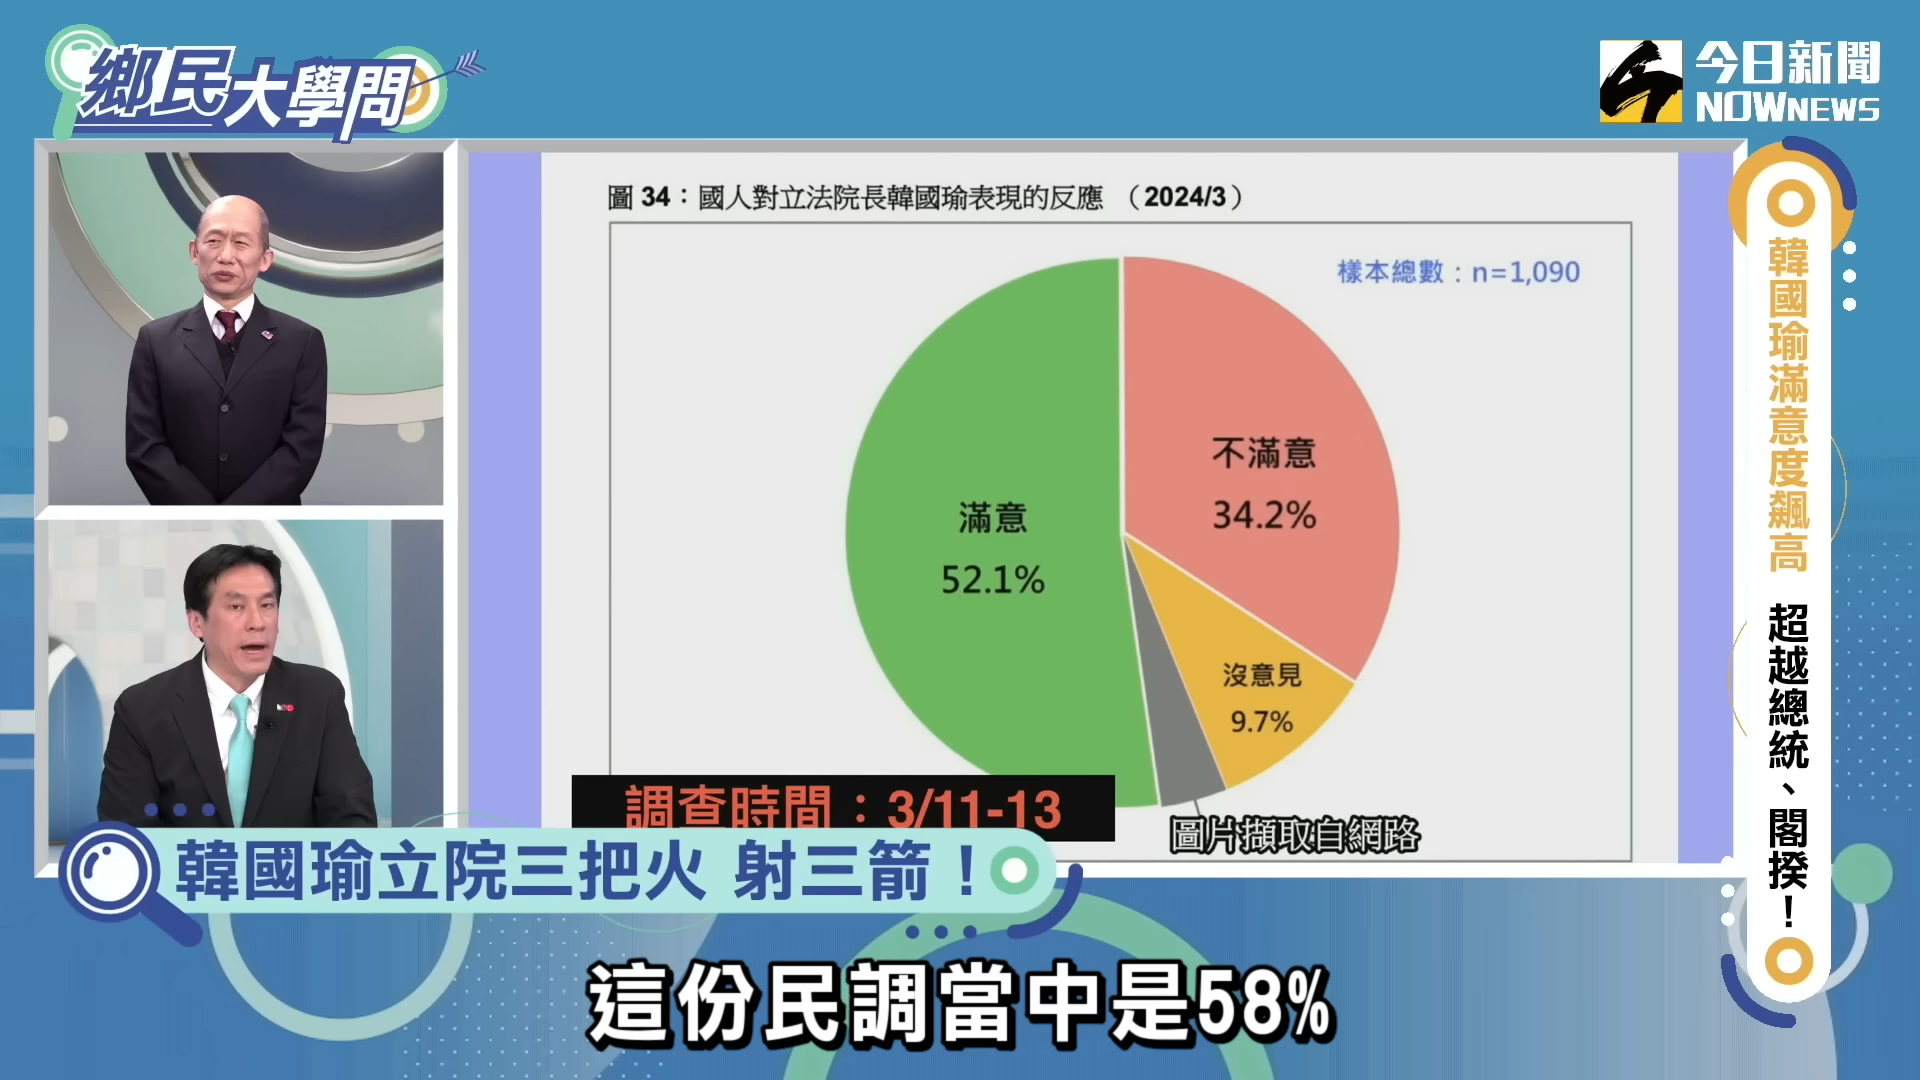 鄉民大學問
今日新聞
NOWnews
圖 34：國人對立法院長韓國瑜表現的反應 （2024/3）
樣本總數：n=1,090
不滿意
34.2%
滿意
52.1%
沒意見
9.7%
調查時間：3/11-13
圖片擷取自網路
韓國瑜立院三把火 射三箭！
這份民調當中是58%
韓國瑜滿意度飆高 超越總統、閣揆！